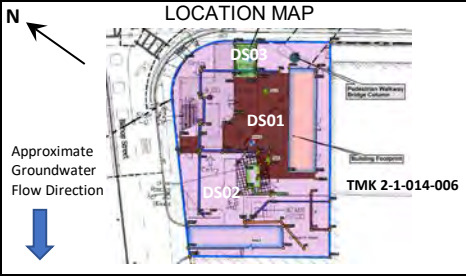 N
LOCATION MAP
DS03
Pedestrian Walkway
Bridge Column
DS01
Building Footprint
Approximate
Groundwater
Flow Direction
DS02
TMK 2-1-014-006